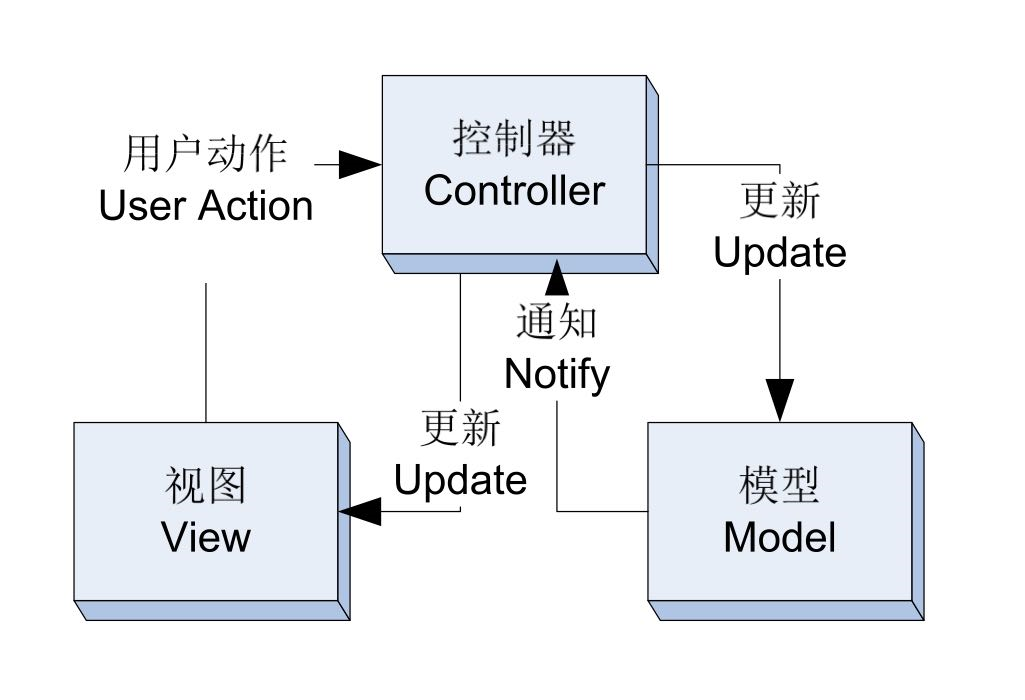 用户动作
User Action
控制器
Controller
更新
Update
通知
Notify
更新
Update
视图
View
模型
Model